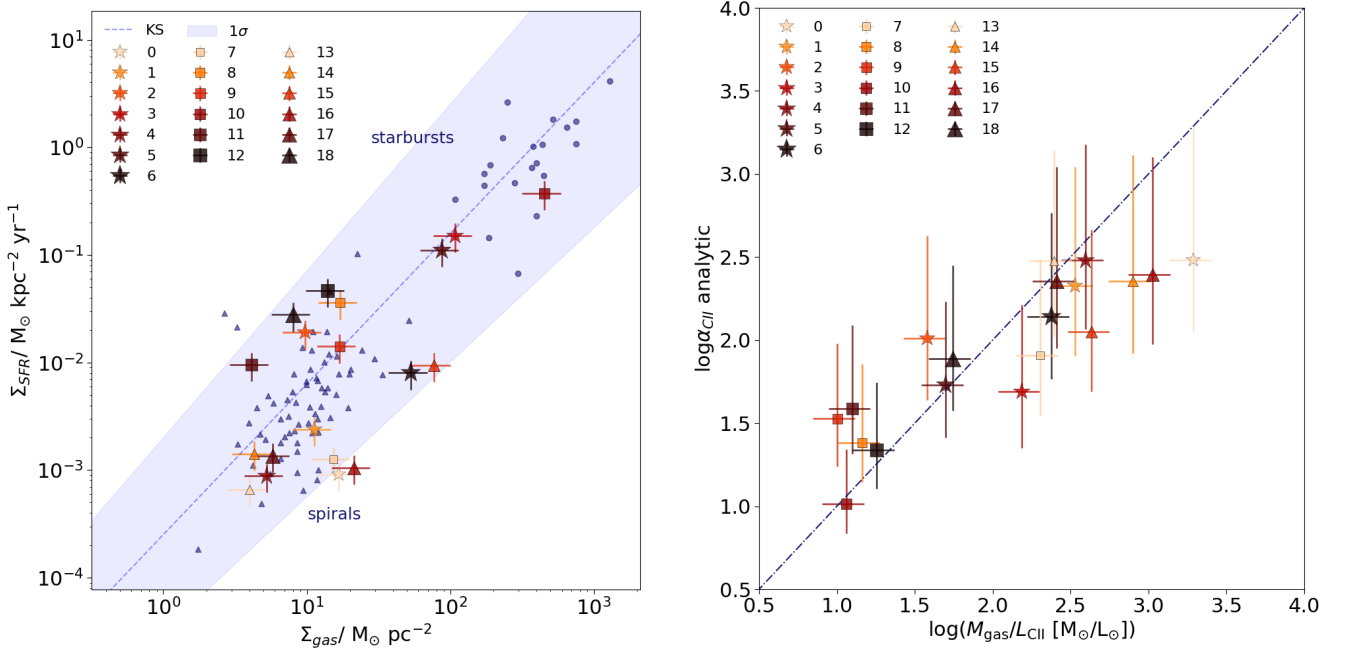 KS 1σ
0 7 13
1 8 14
2 9 15
3 10 16
4 11 17
5 12 18
6
starbursts
spirals
10¹
10⁰
10⁻¹
10⁻²
10⁻³
10⁻⁴
Σ_SFR/ M_⊙ kpc⁻² yr⁻¹
10⁰ 10¹ 10² 10³
Σ_gas/ M_⊙ pc⁻²
0 7 13
1 8 14
2 9 15
3 10 16
4 11 17
5 12 18
6
4.0
3.5
3.0
2.5
2.0
1.5
1.0
0.5
logα_CII analytic
0.5 1.0 1.5 2.0 2.5 3.0 3.5 4.0
log(M_gas/L_CII [M_⊙/L_⊙])